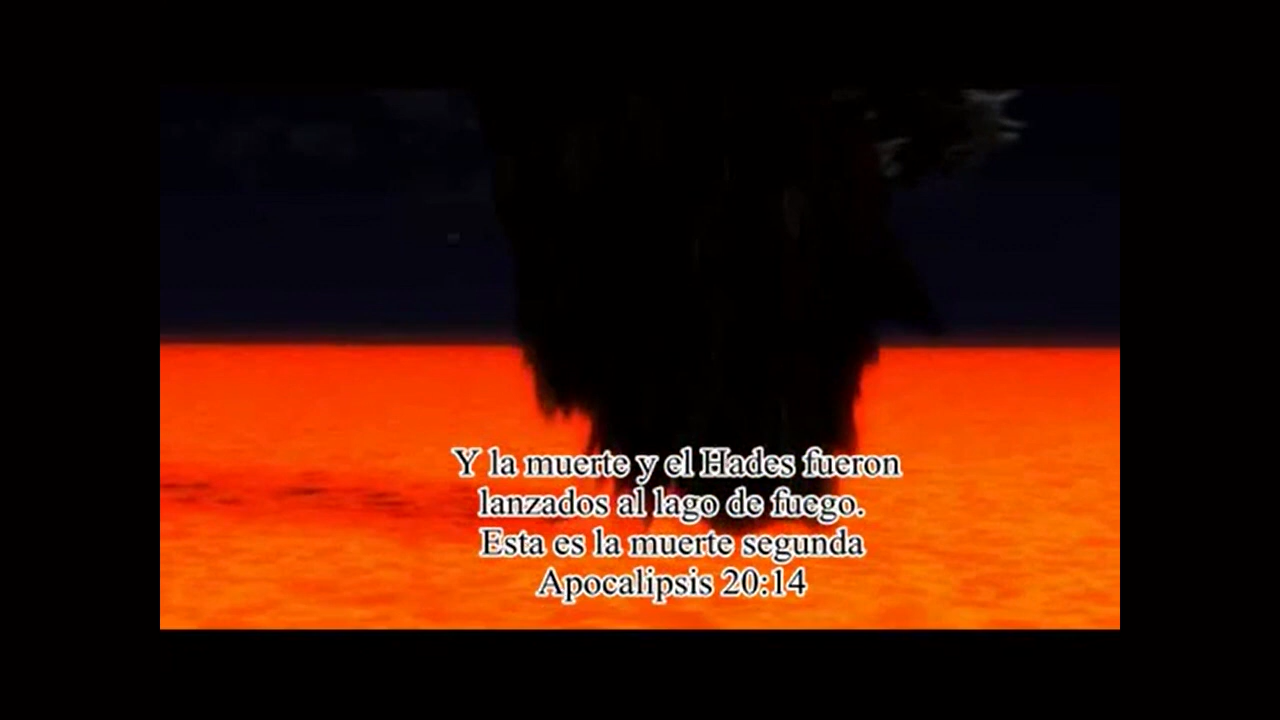 Y la muerte y el Hades fueron
lanzados al lago de fuego.
Esta es la muerte segunda
Apocalipsis 20:14